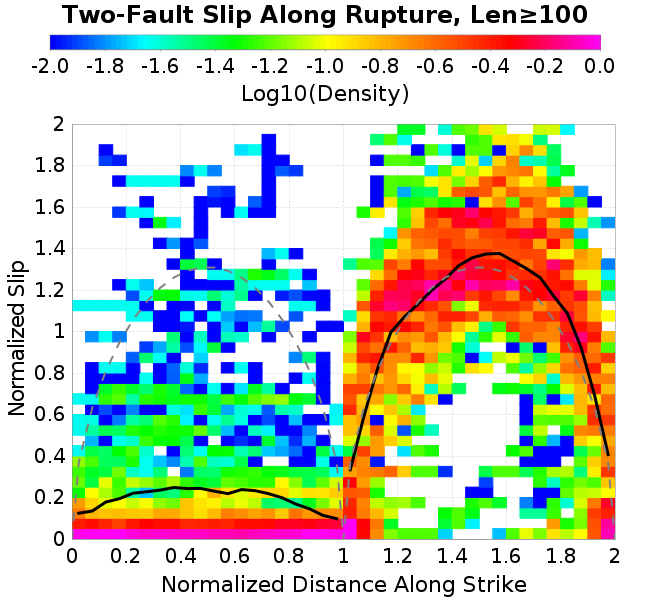 Two-Fault Slip Along Rupture, Len≥100
-2.0 -1.8 -1.6 -1.4 -1.2 -1.0 -0.8 -0.6 -0.4 -0.2 0.0
Log10(Density)
2
1.8
1.6
1.4
1.2
1
0.8
0.6
0.4
0.2
0
Normalized Slip
0 0.2 0.4 0.6 0.8 1 1.2 1.4 1.6 1.8 2
Normalized Distance Along Strike